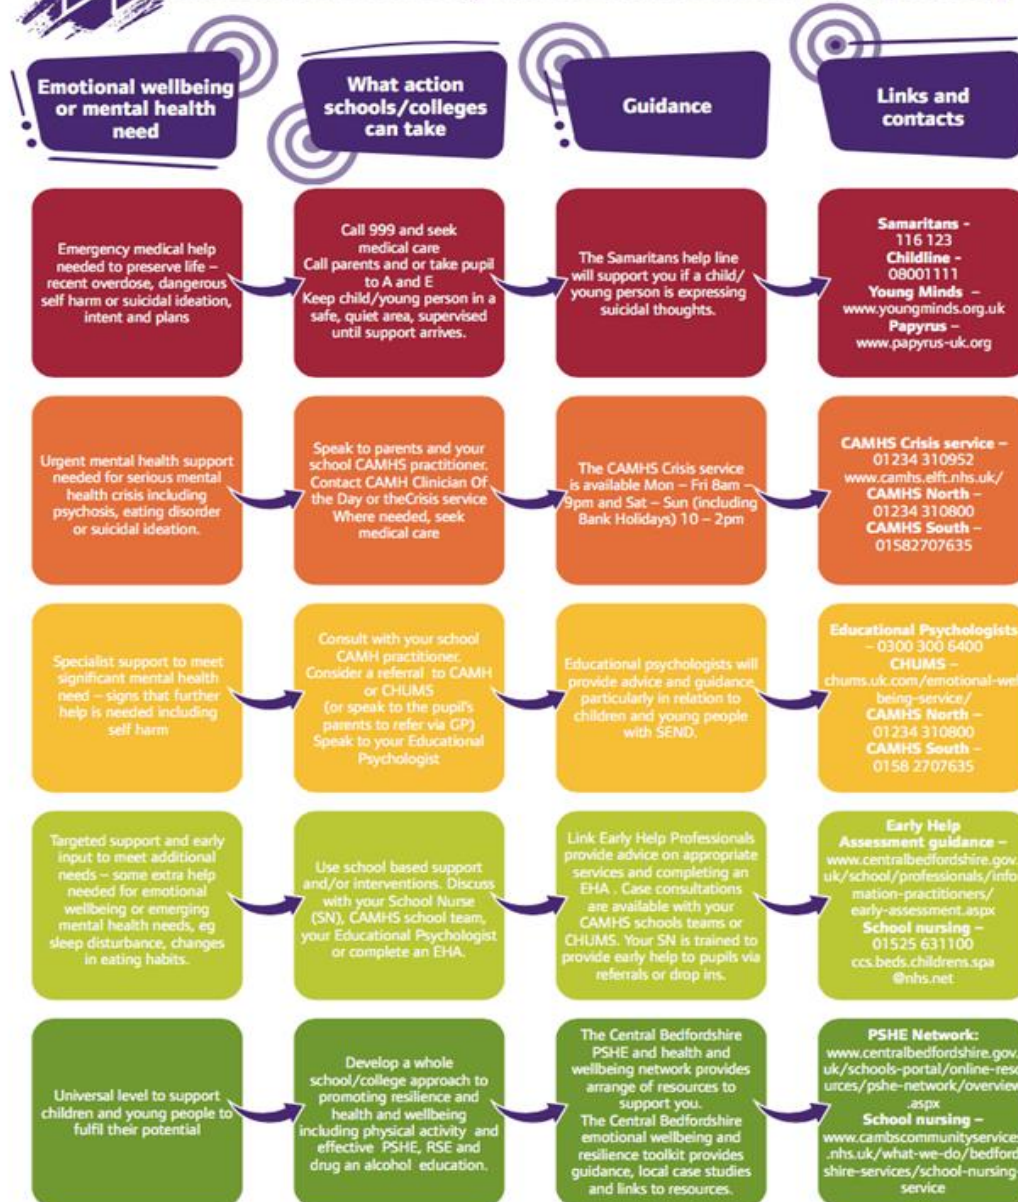 Emotional wellbeing
or mental health
need
What action
schools/colleges
can take
Guidance
Links and
contacts
Emergency medical help
needed to preserve life –
recent overdose, dangerous
self harm or suicidal ideation,
intent and plans
Call 999 and seek
medical care
Call parents and or take pupil
to A and E
Keep child/young person in a
safe, quiet area, supervised
until support arrives.
The Samaritans help line
will support you if a child/
young person is expressing
suicidal thoughts.
Samaritans -
116 123
Childline -
08001111
Young Minds –
www.youngminds.org.uk
Papyrus –
www.papyrus-uk.org
Urgent mental health support
needed for serious mental
health crisis including
psychosis, eating disorder
or suicidal ideation.
Speak to parents and your
school CAMHS practitioner.
Contact CAMH Clinician Of
the Day or theCrisis service
Where needed, seek
medical care
The CAMHS Crisis service
is available Mon – Fri 8am –
9pm and Sat – Sun (including
Bank Holidays) 10 – 2pm
CAMHS Crisis service –
01234 310952
www.camhs.elft.nhs.uk/
CAMHS North –
01234 310800
CAMHS South –
01582707635
Specialist support to meet
significant mental health
need – signs that further
help is needed including
self harm
Consult with your school
CAMH practitioner.
Consider a referral to CAMH
or CHUMS
(or speak to the pupil's
parents to refer via GP)
Speak to your Educational
Psychologist
Educational psychologists will
provide advice and guidance
particularly in relation to
children and young people
with SEND.
Educational Psychologists
– 0300 300 6400
CHUMS –
chums.uk.com/emotional-wel
being-service/
CAMHS North –
01234 310800
CAMHS South –
0158 2707635
Targeted support and early
input to meet additional
needs – some extra help
needed for emotional
wellbeing or emerging
mental health needs, eg
sleep disturbance, changes
in eating habits.
Use school based support
and/or interventions. Discuss
with your School Nurse
(SN), CAMHS school team,
your Educational Psychologist
or complete an EHA.
Link Early Help Professionals
provide advice on appropriate
services and completing an
EHA . Case consultations
are available with your
CAMHS schools teams or
CHUMS. Your SN is trained to
provide early help to pupils via
referrals or drop ins.
Early Help
Assessment guidance –
www.centralbedfordshire.gov.
uk/school/professionals/info
mation-practitioners/
early-assessment.aspx
School nursing –
01525 631100
ccs.beds.childrens.spa
@nhs.net
Universal level to support
children and young people to
fulfil their potential
Develop a whole
school/college approach to
promoting resilience and
health and wellbeing
including physical activity and
effective PSHE, RSE and
drug an alcohol education.
The Central Bedfordshire
PSHE and health and
wellbeing network provides
arrange of resources to
support you.
The Central Bedfordshire
emotional wellbeing and
resilience toolkit provides
guidance, local case studies
and links to resources.
PSHE Network:
www.centralbedfordshire.gov.
uk/schools-portal/online-reso
urces/pshe-network/overview
.aspx
School nursing –
www.cambscommunityservices
.nhs.uk/what-we-do/bedford
shire-services/school-nursing-
service